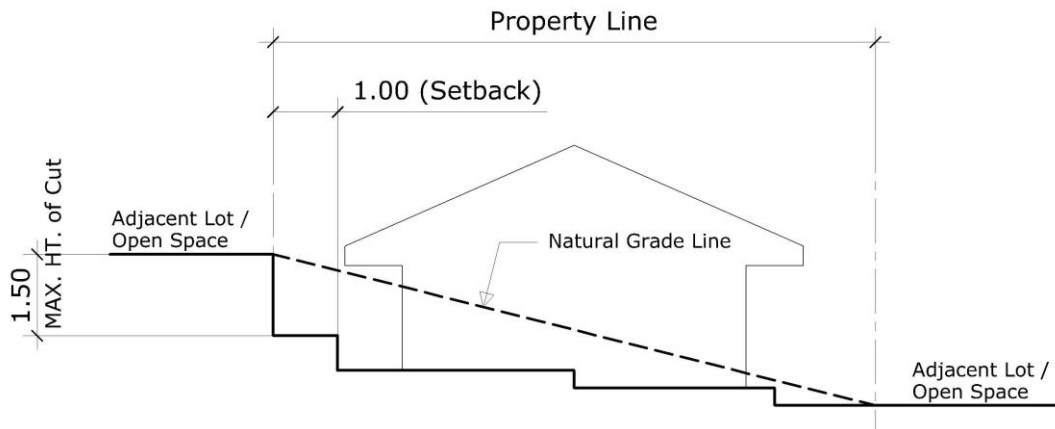 Property Line
1.00 (Setback)
1.50
MAX. HT. of Cut
Adjacent Lot /
Open Space
Natural Grade Line
Adjacent Lot /
Open Space